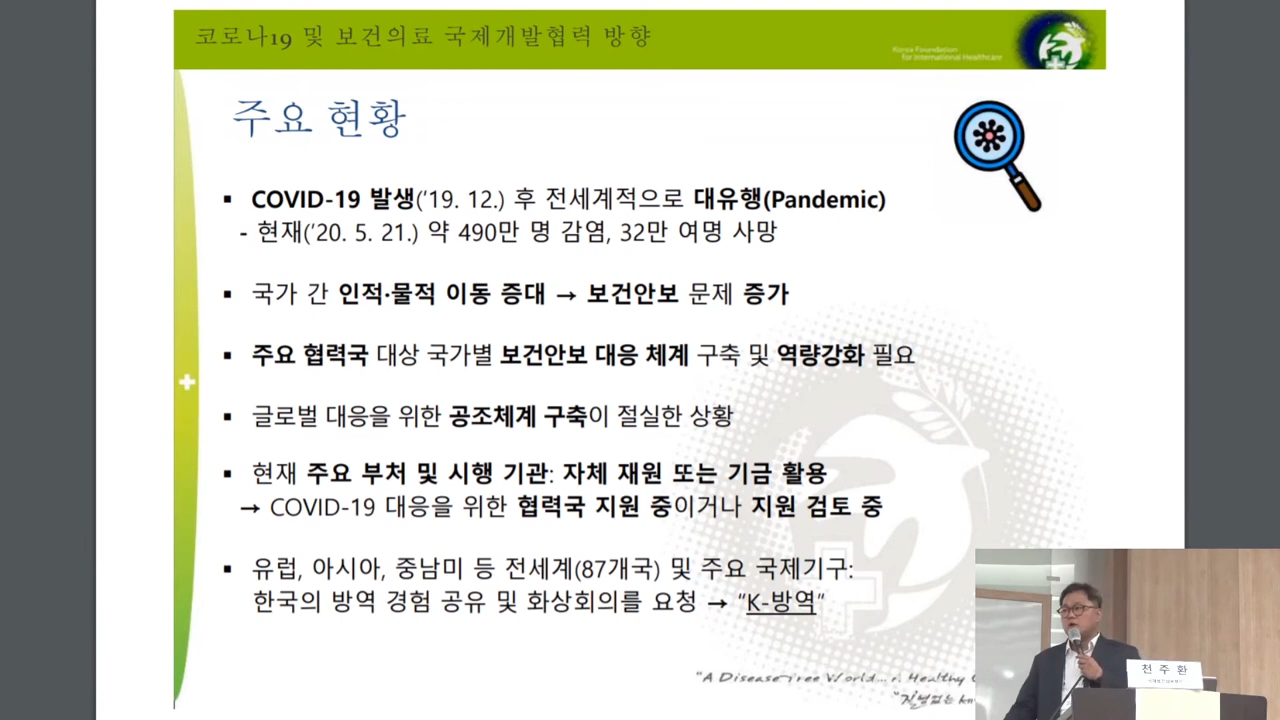 코로나19 및 보건의료 국제개발협력 방향
Korea Foundation
for International Healthcare
주요 현황
▪ COVID-19 발생('19. 12.) 후 전세계적으로 대유행(Pandemic)
- 현재('20. 5. 21.) 약 490만 명 감염, 32만 여명 사망
▪ 국가 간 인적·물적 이동 증대 → 보건안보 문제 증가
▪ 주요 협력국 대상 국가별 보건안보 대응 체계 구축 및 역량강화 필요
▪ 글로벌 대응을 위한 공조체계 구축이 절실한 상황
▪ 현재 주요 부처 및 시행 기관: 자체 재원 또는 기금 활용
→ COVID-19 대응을 위한 협력국 지원 중이거나 지원 검토 중
▪ 유럽, 아시아, 중남미 등 전세계(87개국) 및 주요 국제기구:
한국의 방역 경험 공유 및 화상회의를 요청 → "K-방역"
"A Disease Free World... Healthy
"질병없는
천 주 환